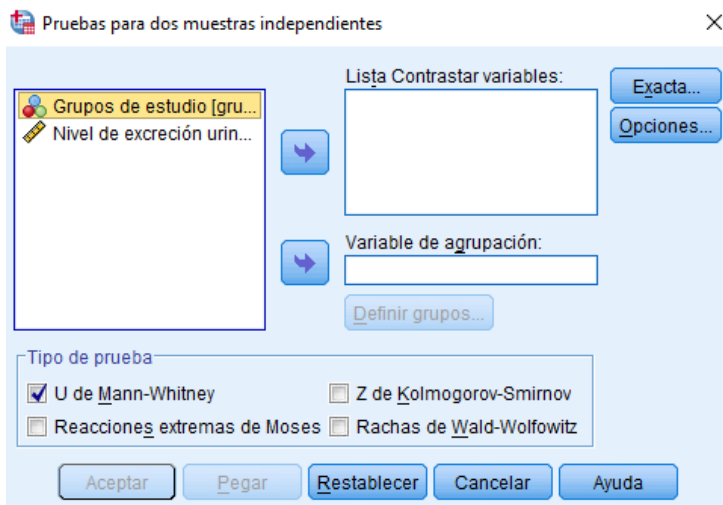 Pruebas para dos muestras independientes
Grupos de estudio [gru...
Nivel de excreción urin...
Lista Contrastar variables:
Exacta...
Opciones...
Variable de agrupación:
Definir grupos...
Tipo de prueba
U de Mann-Whitney
Z de Kolmogorov-Smirnov
Reacciones extremas de Moses
Rachas de Wald-Wolfowitz
Aceptar
Pegar
Restablecer
Cancelar
Ayuda